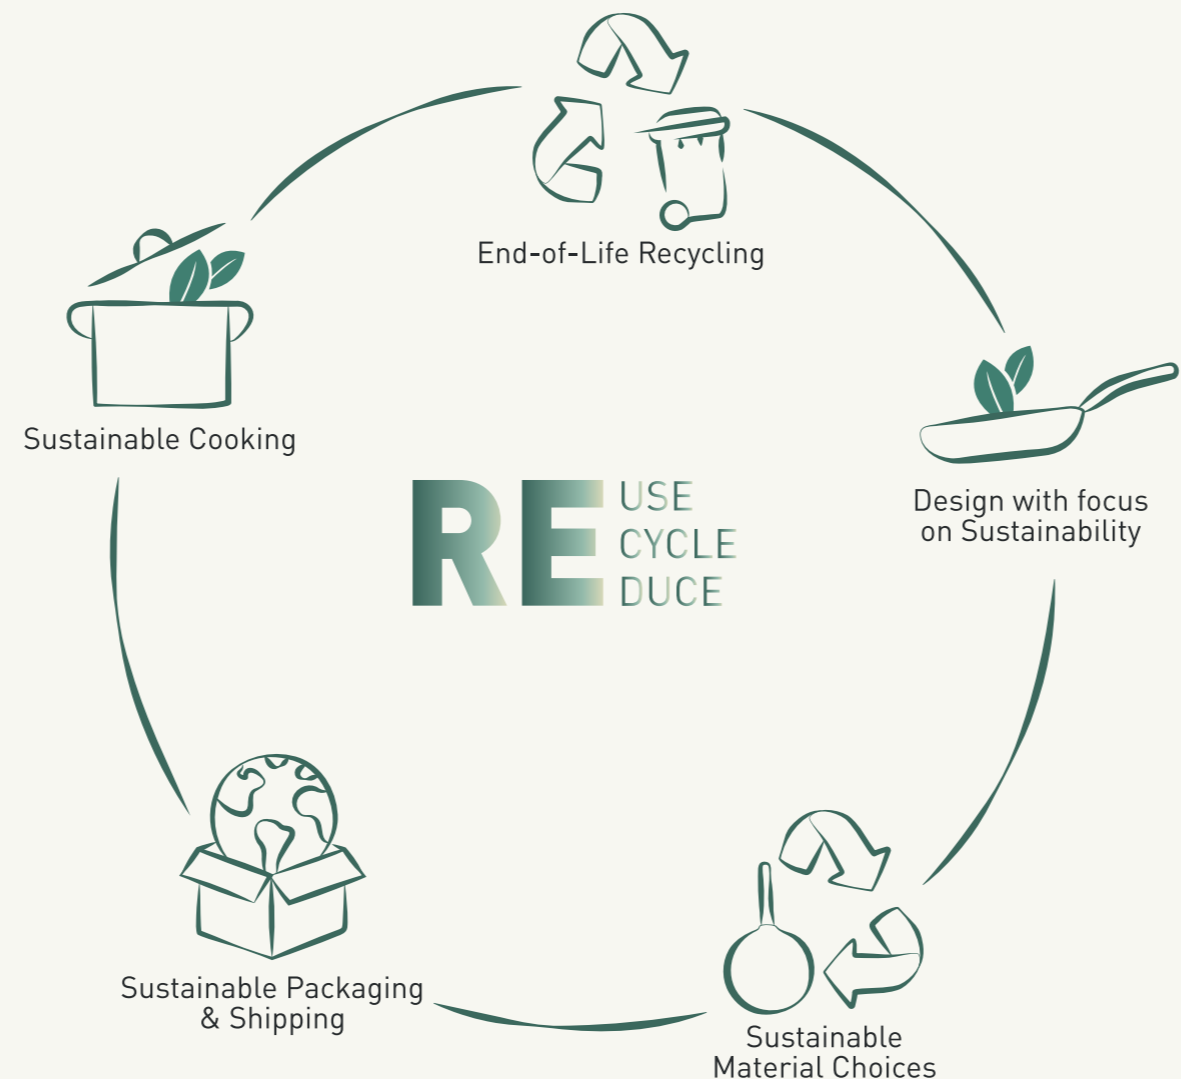 End-of-Life Recycling
Sustainable Cooking
Design with focus
on Sustainability
RE USE
CYCLE
DUCE
Sustainable Packaging
& Shipping
Sustainable
Material Choices